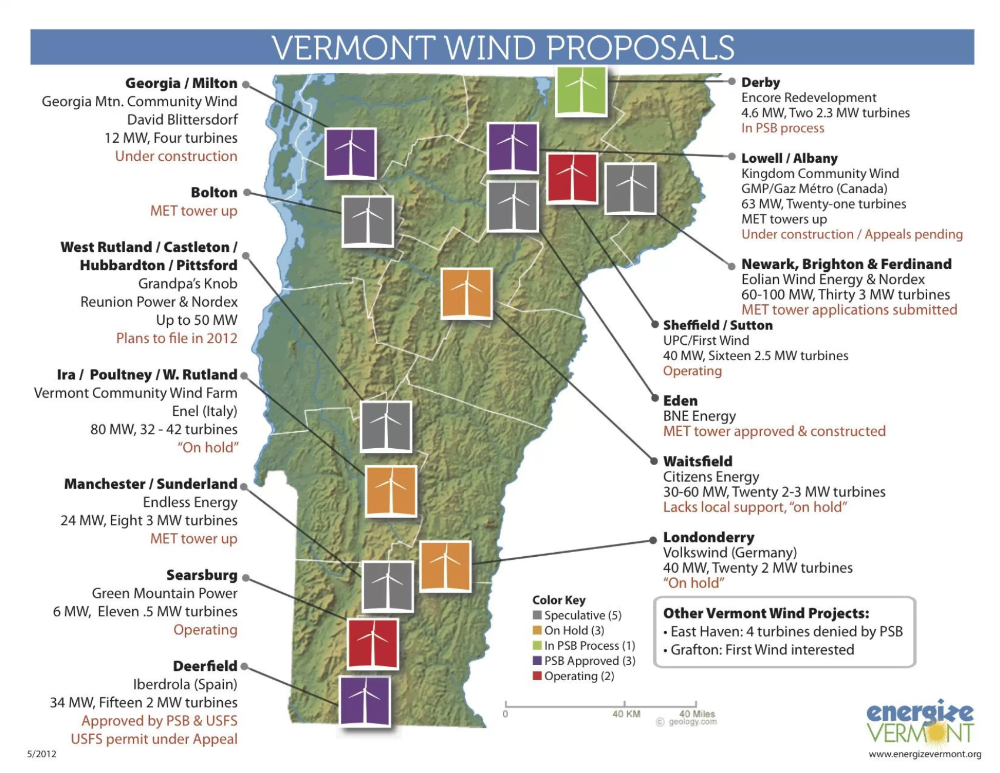 VERMONT WIND PROPOSALS
Georgia / Milton
Georgia Mtn. Community Wind
David Blittersdorf
12 MW, Four turbines
Under construction
Bolton
MET tower up
West Rutland / Castleton /
Hubbardton / Pittsford
Grandpa's Knob
Reunion Power & Nordex
Up to 50 MW
Plans to file in 2012
Ira / Poultney / W. Rutland
Vermont Community Wind Farm
Enel (Italy)
80 MW, 32 - 42 turbines
“On hold”
Manchester / Sunderland
Endless Energy
24 MW, Eight 3 MW turbines
MET tower up
Searsburg
Green Mountain Power
6 MW, Eleven .5 MW turbines
Operating
Deerfield
Iberdrola (Spain)
34 MW, Fifteen 2 MW turbines
Approved by PSB & USFS
USFS permit under Appeal
5/2012
Derby
Encore Redevelopment
4.6 MW, Two 2.3 MW turbines
In PSB process
Lowell / Albany
Kingdom Community Wind
GMP/Gaz Métro (Canada)
63 MW, Twenty-one turbines
MET towers up
Under construction / Appeals pending
Newark, Brighton & Ferdinand
Eolian Wind Energy & Nordex
60-100 MW, Thirty 3 MW turbines
MET tower applications submitted
Sheffield / Sutton
UPC/First Wind
40 MW, Sixteen 2.5 MW turbines
Operating
Eden
BNE Energy
MET tower approved & constructed
Waitsfield
Citizens Energy
30-60 MW, Twenty 2-3 MW turbines
Lacks local support, “on hold”
Londonderry
Volkswind (Germany)
40 MW, Twenty 2 MW turbines
“On hold”
Color Key
Speculative (5)
On Hold (3)
In PSB Process (1)
PSB Approved (3)
Operating (2)
Other Vermont Wind Projects:
• East Haven: 4 turbines denied by PSB
• Grafton: First Wind interested
0 40 KM 40 Miles
© geology.com
energize
VERMONT
www.energizevermont.org